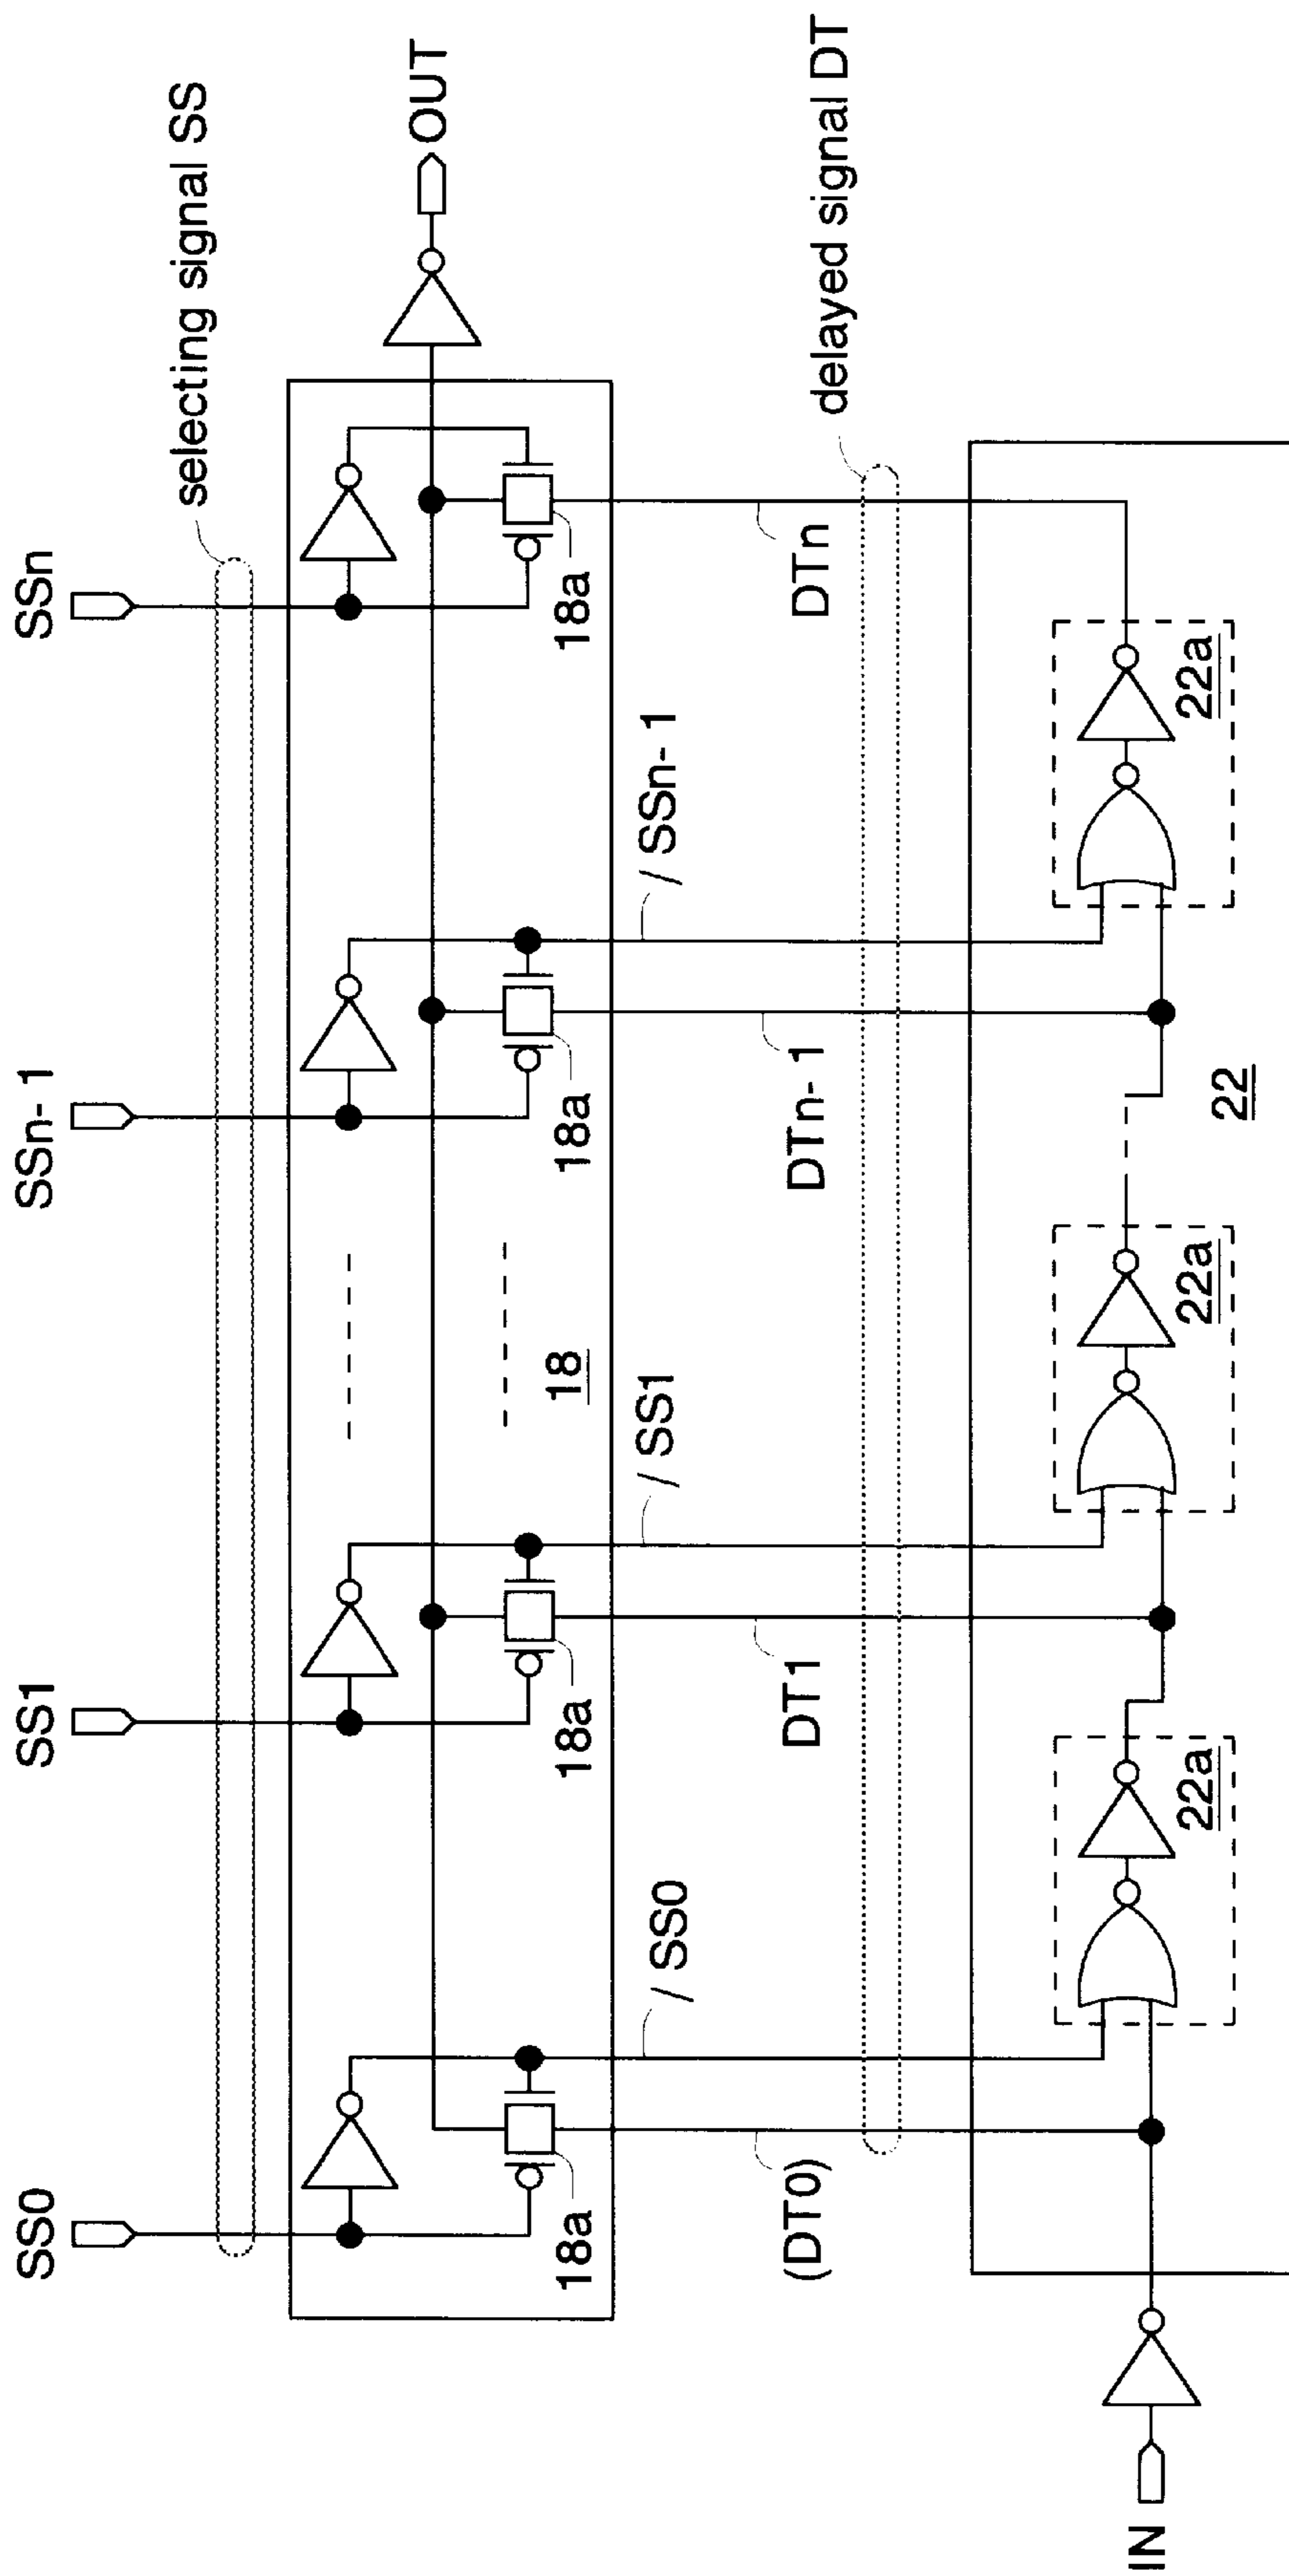 SS0
SS1
SSn-1
SSn
selecting signal SS
OUT
18a
18a
18
18a
18a
/ SS0
/ SS1
/ SSn-1
(DT0)
DT1
DTn-1
DTn
delayed signal DT
IN
22a
22a
22
22a